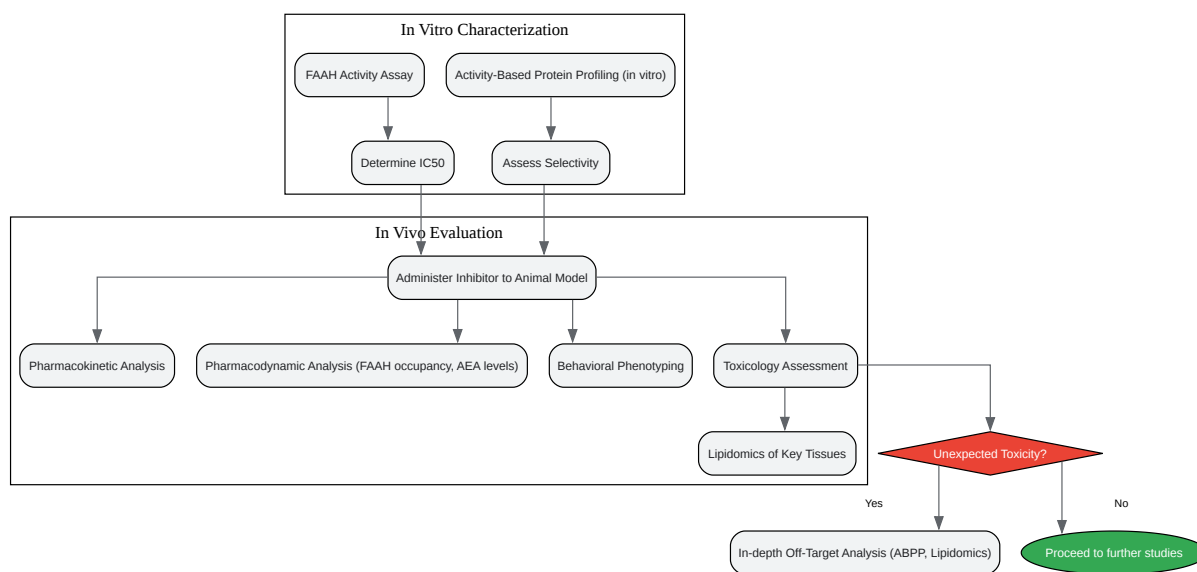 In Vitro Characterization
FAAH Activity Assay
Activity-Based Protein Profiling (in vitro)
Determine IC50
Assess Selectivity
In Vivo Evaluation
Administer Inhibitor to Animal Model
Pharmacokinetic Analysis
Pharmacodynamic Analysis (FAAH occupancy, AEA levels)
Behavioral Phenotyping
Toxicology Assessment
Lipidomics of Key Tissues
Unexpected Toxicity?
Yes
No
In-depth Off-Target Analysis (ABPP, Lipidomics)
Proceed to further studies